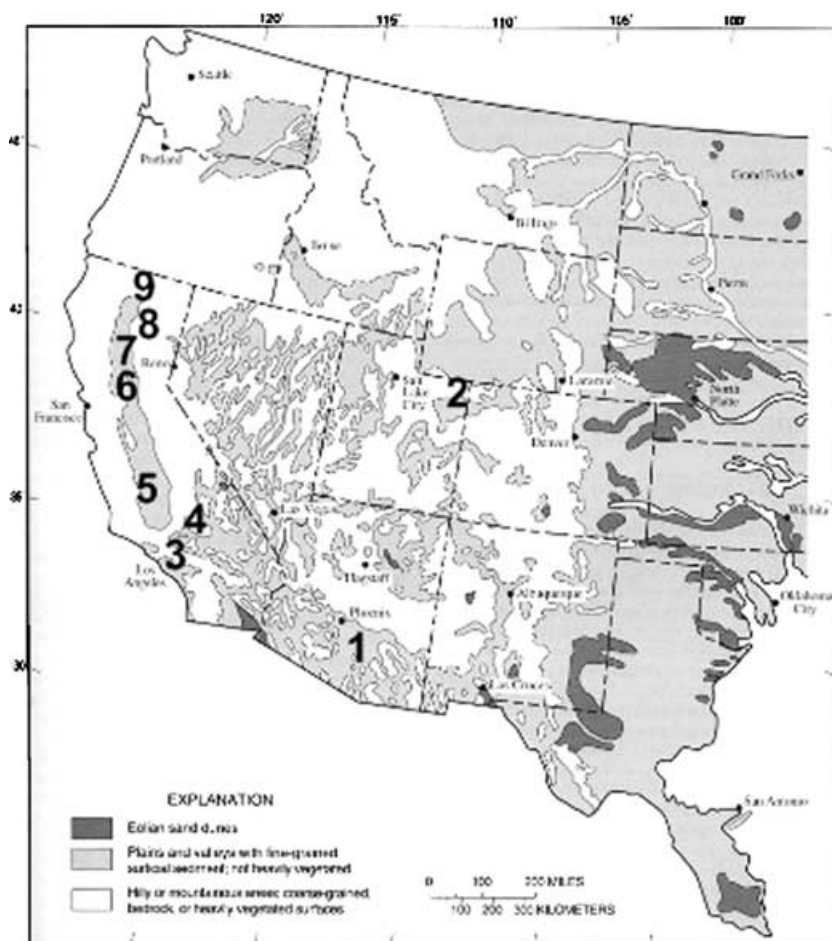 120° 115° 110° 105° 100°
Seattle
Portland
Grand Forks
Billings
Boise
Pierre
9
8
7
Reno
6
Salt
Lake
City
2
Laramie
North
Platte
San
Francisco
Denver
5
4
Las Vegas
Wichita
3
Los
Angeles
Flagstaff
Albuquerque
Oklahoma
City
Phoenix
1
30
Las Cruces
San Antonio
EXPLANATION
Eolian sand dunes
Plains and valleys with fine-grained
surficial sediment; not heavily vegetated
Hilly or mountainous areas; coarse-grained,
bedrock, or heavily vegetated surfaces
0 100 200 MILES
100 200 300 KILOMETERS